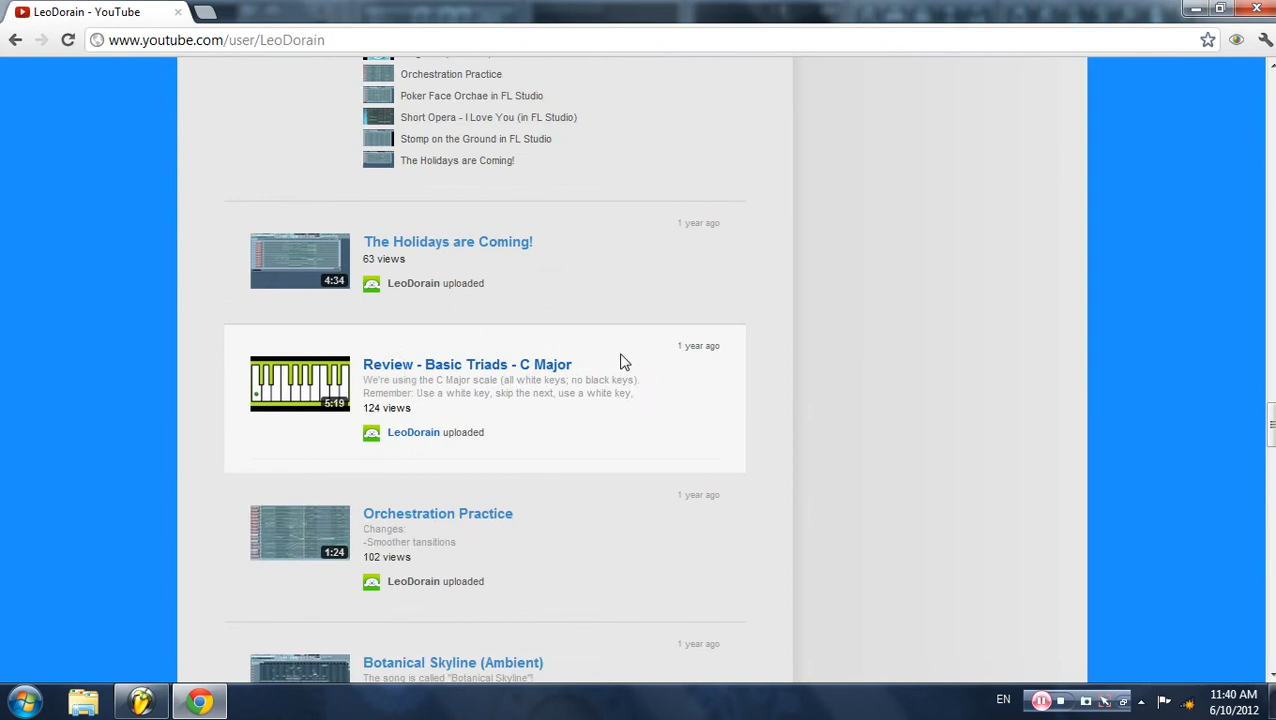 LeoDorain - YouTube
www.youtube.com/user/LeoDorain
Orchestration Practice
Poker Face Orchae in FL Studio
Short Opera - I Love You (in FL Studio)
Stomp on the Ground in FL Studio
The Holidays are Coming!
1 year ago
The Holidays are Coming!
63 views
4:34
LeoDorain uploaded
1 year ago
Review - Basic Triads - C Major
We're using the C Major scale (all white keys; no black keys).
Remember: Use a white key, skip the next, use a white key,
5:19
124 views
LeoDorain uploaded
1 year ago
Orchestration Practice
Changes:
-Smoother tansitions
1:24
102 views
LeoDorain uploaded
1 year ago
Botanical Skyline (Ambient)
The song is called "Botanical Skyline"!
EN
11:40 AM
6/10/2012